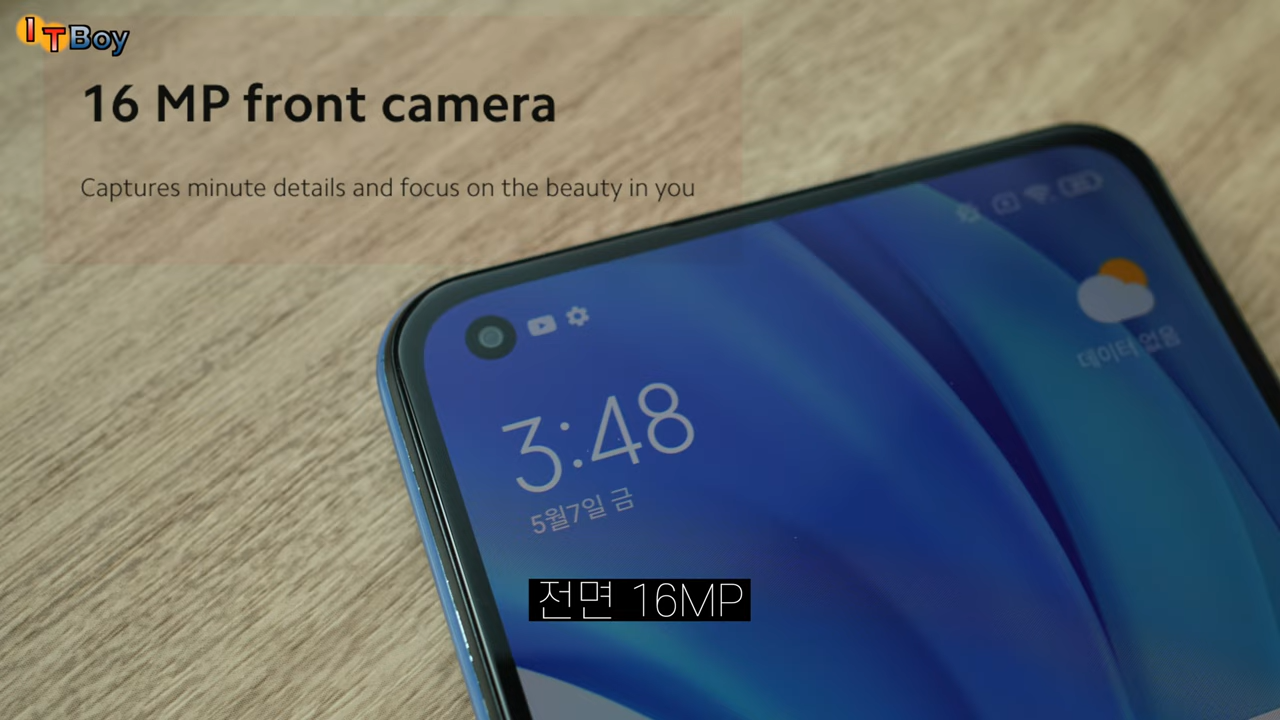 ITBoy
16 MP front camera
Captures minute details and focus on the beauty in you
데이터 없음
3:48
5월7일 금
전면 16MP